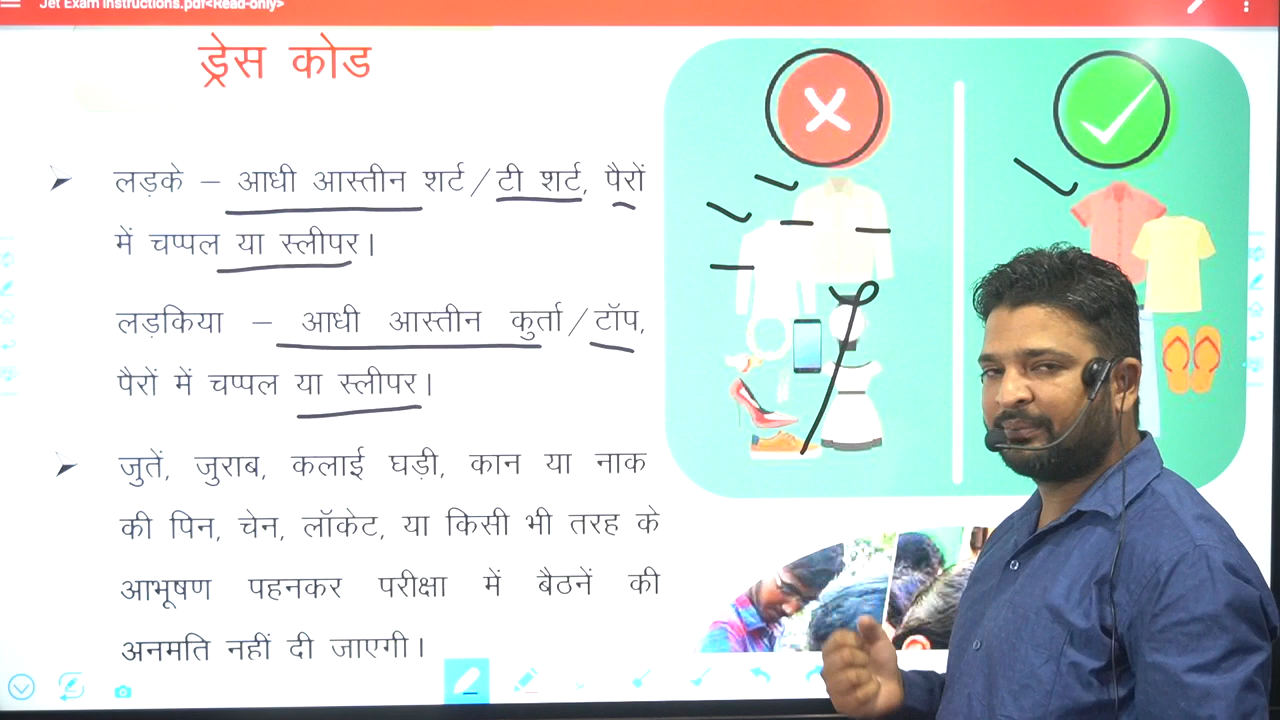 Jet Exam Instructions.pdf<Read-only>
ड्रेस कोड
लड़के – आधी आस्तीन शर्ट/टी शर्ट, पैरों
में चप्पल या स्लीपर।
लड़किया – आधी आस्तीन कुर्ता/टॉप,
पैरों में चप्पल या स्लीपर।
जुतें, जुराब, कलाई घड़ी, कान या नाक
की पिन, चेन, लॉकेट, या किसी भी तरह के
आभूषण पहनकर परीक्षा में बैठनें की
अनमति नहीं दी जाएगी।